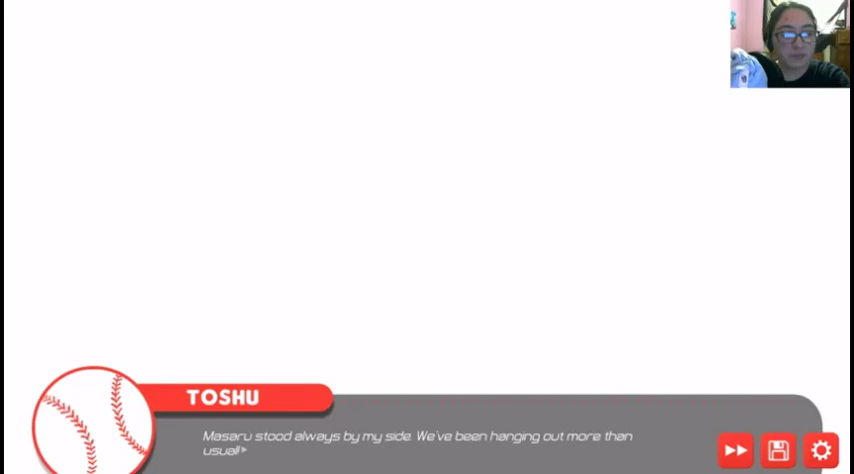 TOSHU
Masaru stood always by my side. We've been hanging out more than
usual!